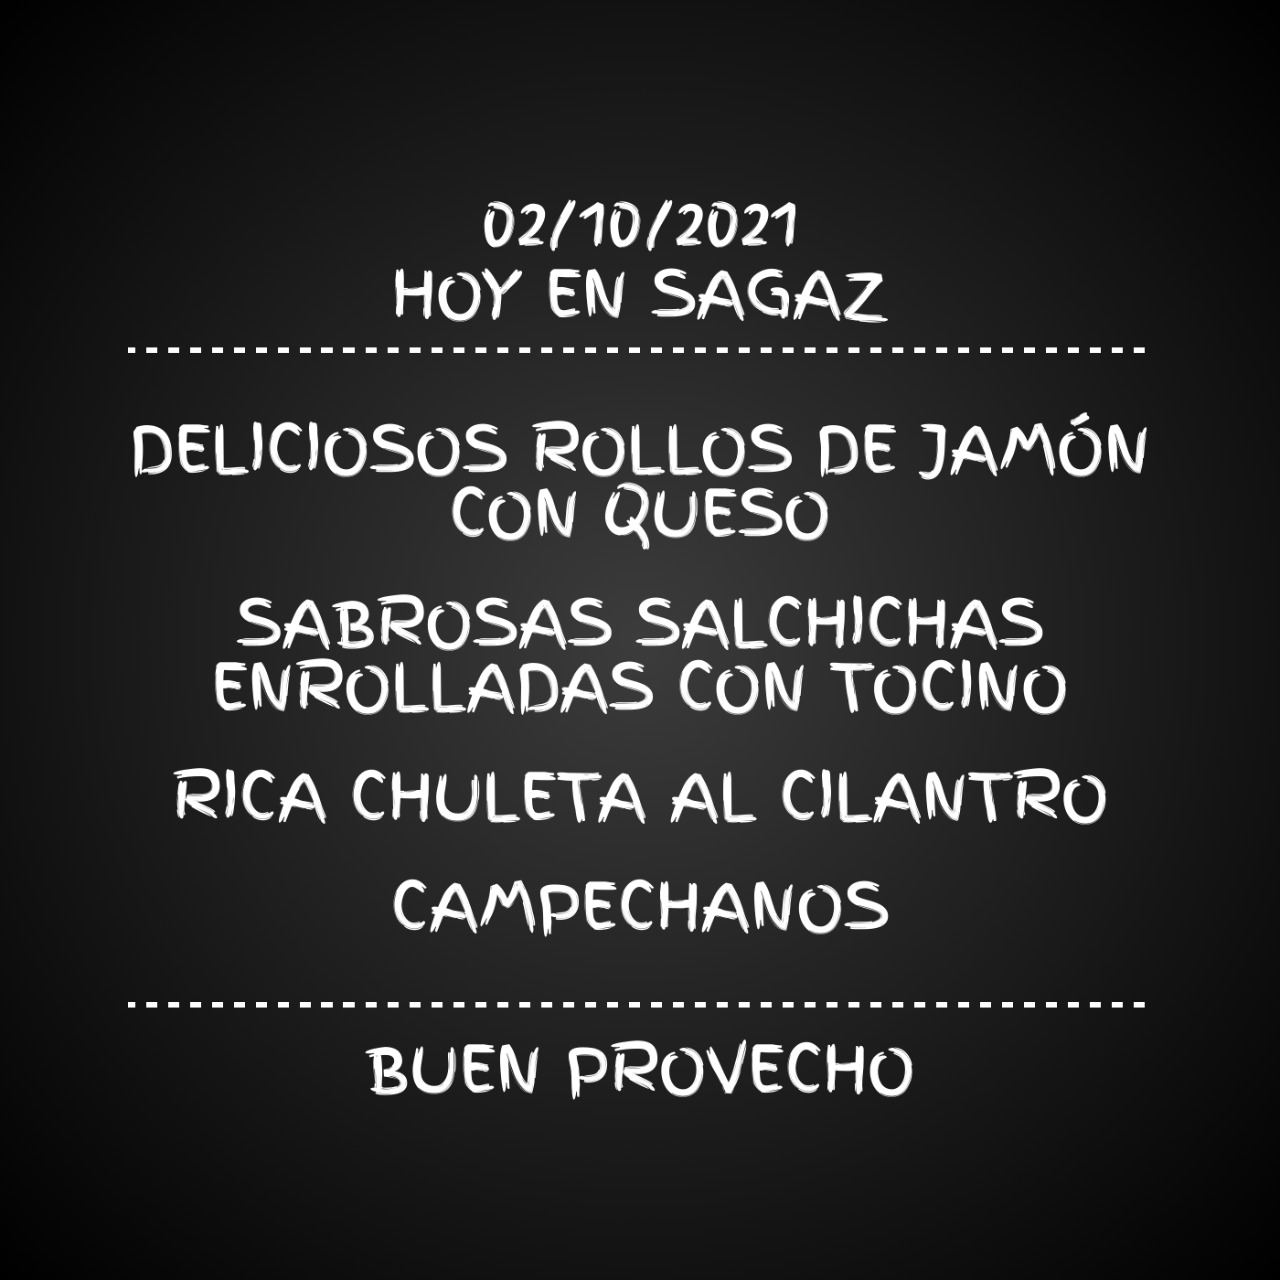 02/10/2021
HOY EN SAGAZ
DELICIOSOS ROLLOS DE JAMÓN
CON QUESO
SABROSAS SALCHICHAS
ENROLLADAS CON TOCINO
RICA CHULETA AL CILANTRO
CAMPECHANOS
BUEN PROVECHO